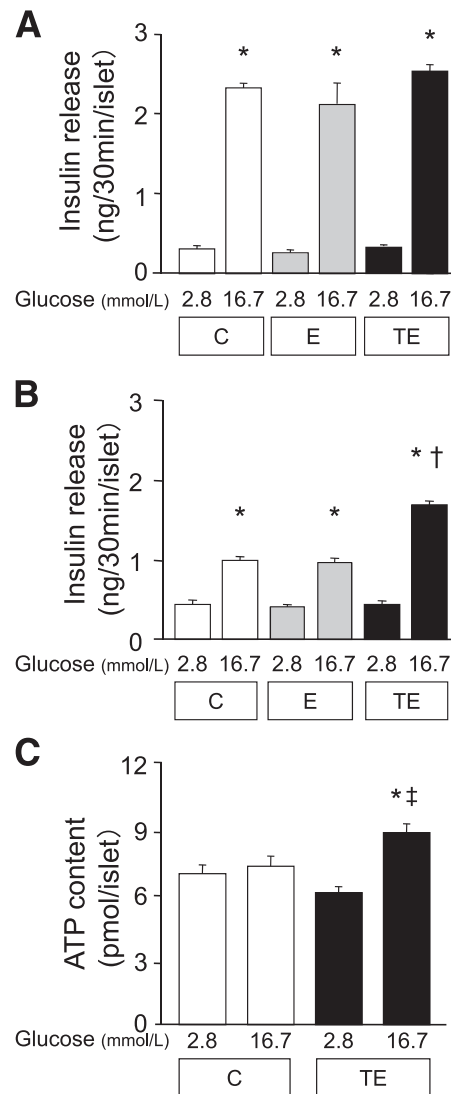 A
Insulin release
(ng/30min/islet)
3
2
1
0
* * *
Glucose (mmol/L) 2.8 16.7 2.8 16.7 2.8 16.7
C E TE
B
Insulin release
(ng/30min/islet)
3
2
1
0
* * * †
Glucose (mmol/L) 2.8 16.7 2.8 16.7 2.8 16.7
C E TE
C
ATP content
(pmol/islet)
12
9
6
3
0
* ‡
Glucose (mmol/L) 2.8 16.7 2.8 16.7
C TE